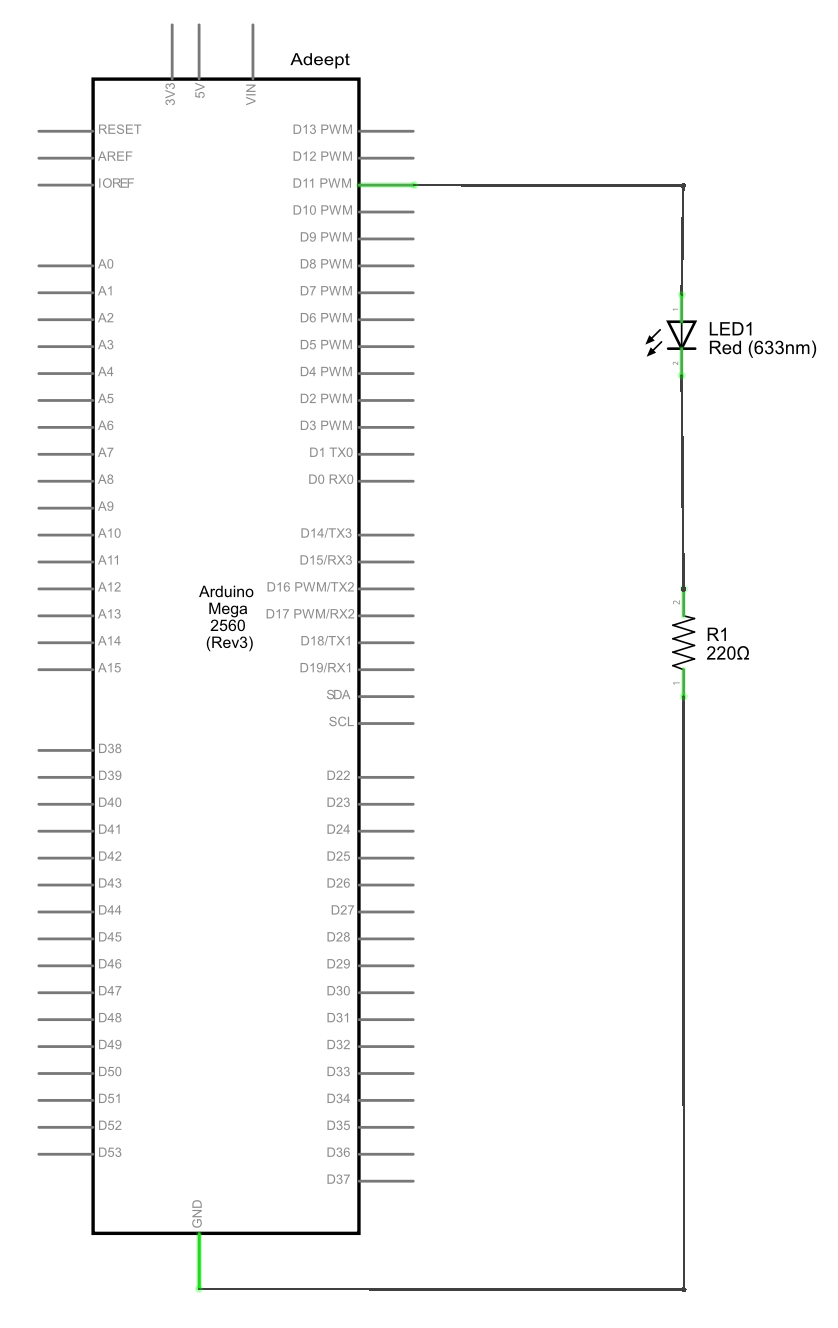 Adeept
3V3
5V
VIN
RESET
AREF
IOREF
A0
A1
A2
A3
A4
A5
A6
A7
A8
A9
A10
A11
A12
A13
A14
A15
D38
D39
D40
D41
D42
D43
D44
D45
D46
D47
D48
D49
D50
D51
D52
D53
Arduino
Mega
2560
(Rev3)
D13 PWM
D12 PWM
D11 PWM
D10 PWM
D9 PWM
D8 PWM
D7 PWM
D6 PWM
D5 PWM
D4 PWM
D2 PWM
D3 PWM
D1 TX0
D0 RX0
D14/TX3
D15/RX3
D16 PWM/TX2
D17 PWM/RX2
D18/TX1
D19/RX1
SDA
SCL
D22
D23
D24
D25
D26
D27
D28
D29
D30
D31
D32
D33
D34
D35
D36
D37
GND
1
LED1
Red (633nm)
2
2
R1
220Ω
1